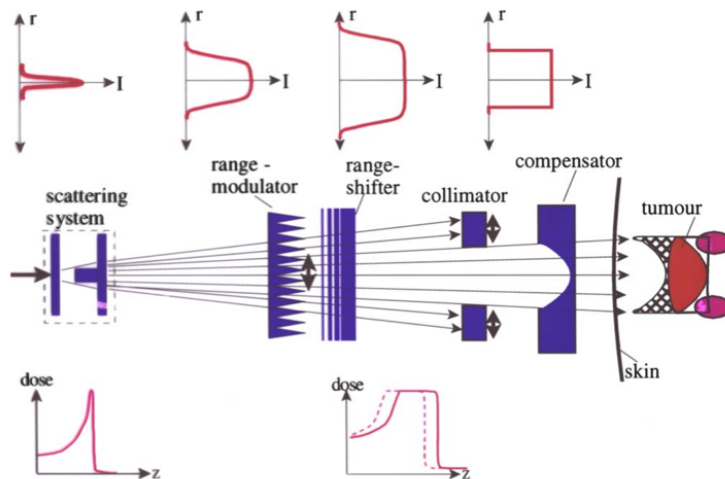 r
r
r
r
I
I
I
I
scattering
system
range -
modulator
range-
shifter
collimator
compensator
tumour
skin
dose
z
dose
z